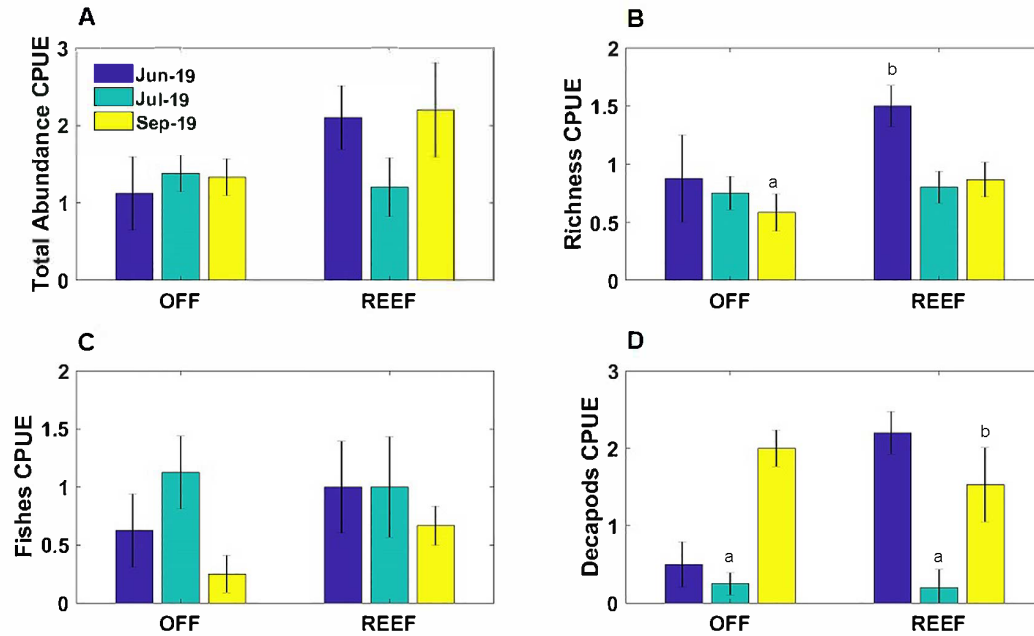 A
Total Abundance CPUE
3
2
1
0
Jun-19
Jul-19
Sep-19
OFF
REEF
B
Richness CPUE
2
1.5
1
0.5
0
a
b
OFF
REEF
C
Fishes CPUE
2
1.5
1
0.5
0
OFF
REEF
D
Decapods CPUE
3
2
1
0
a
a
b
OFF
REEF